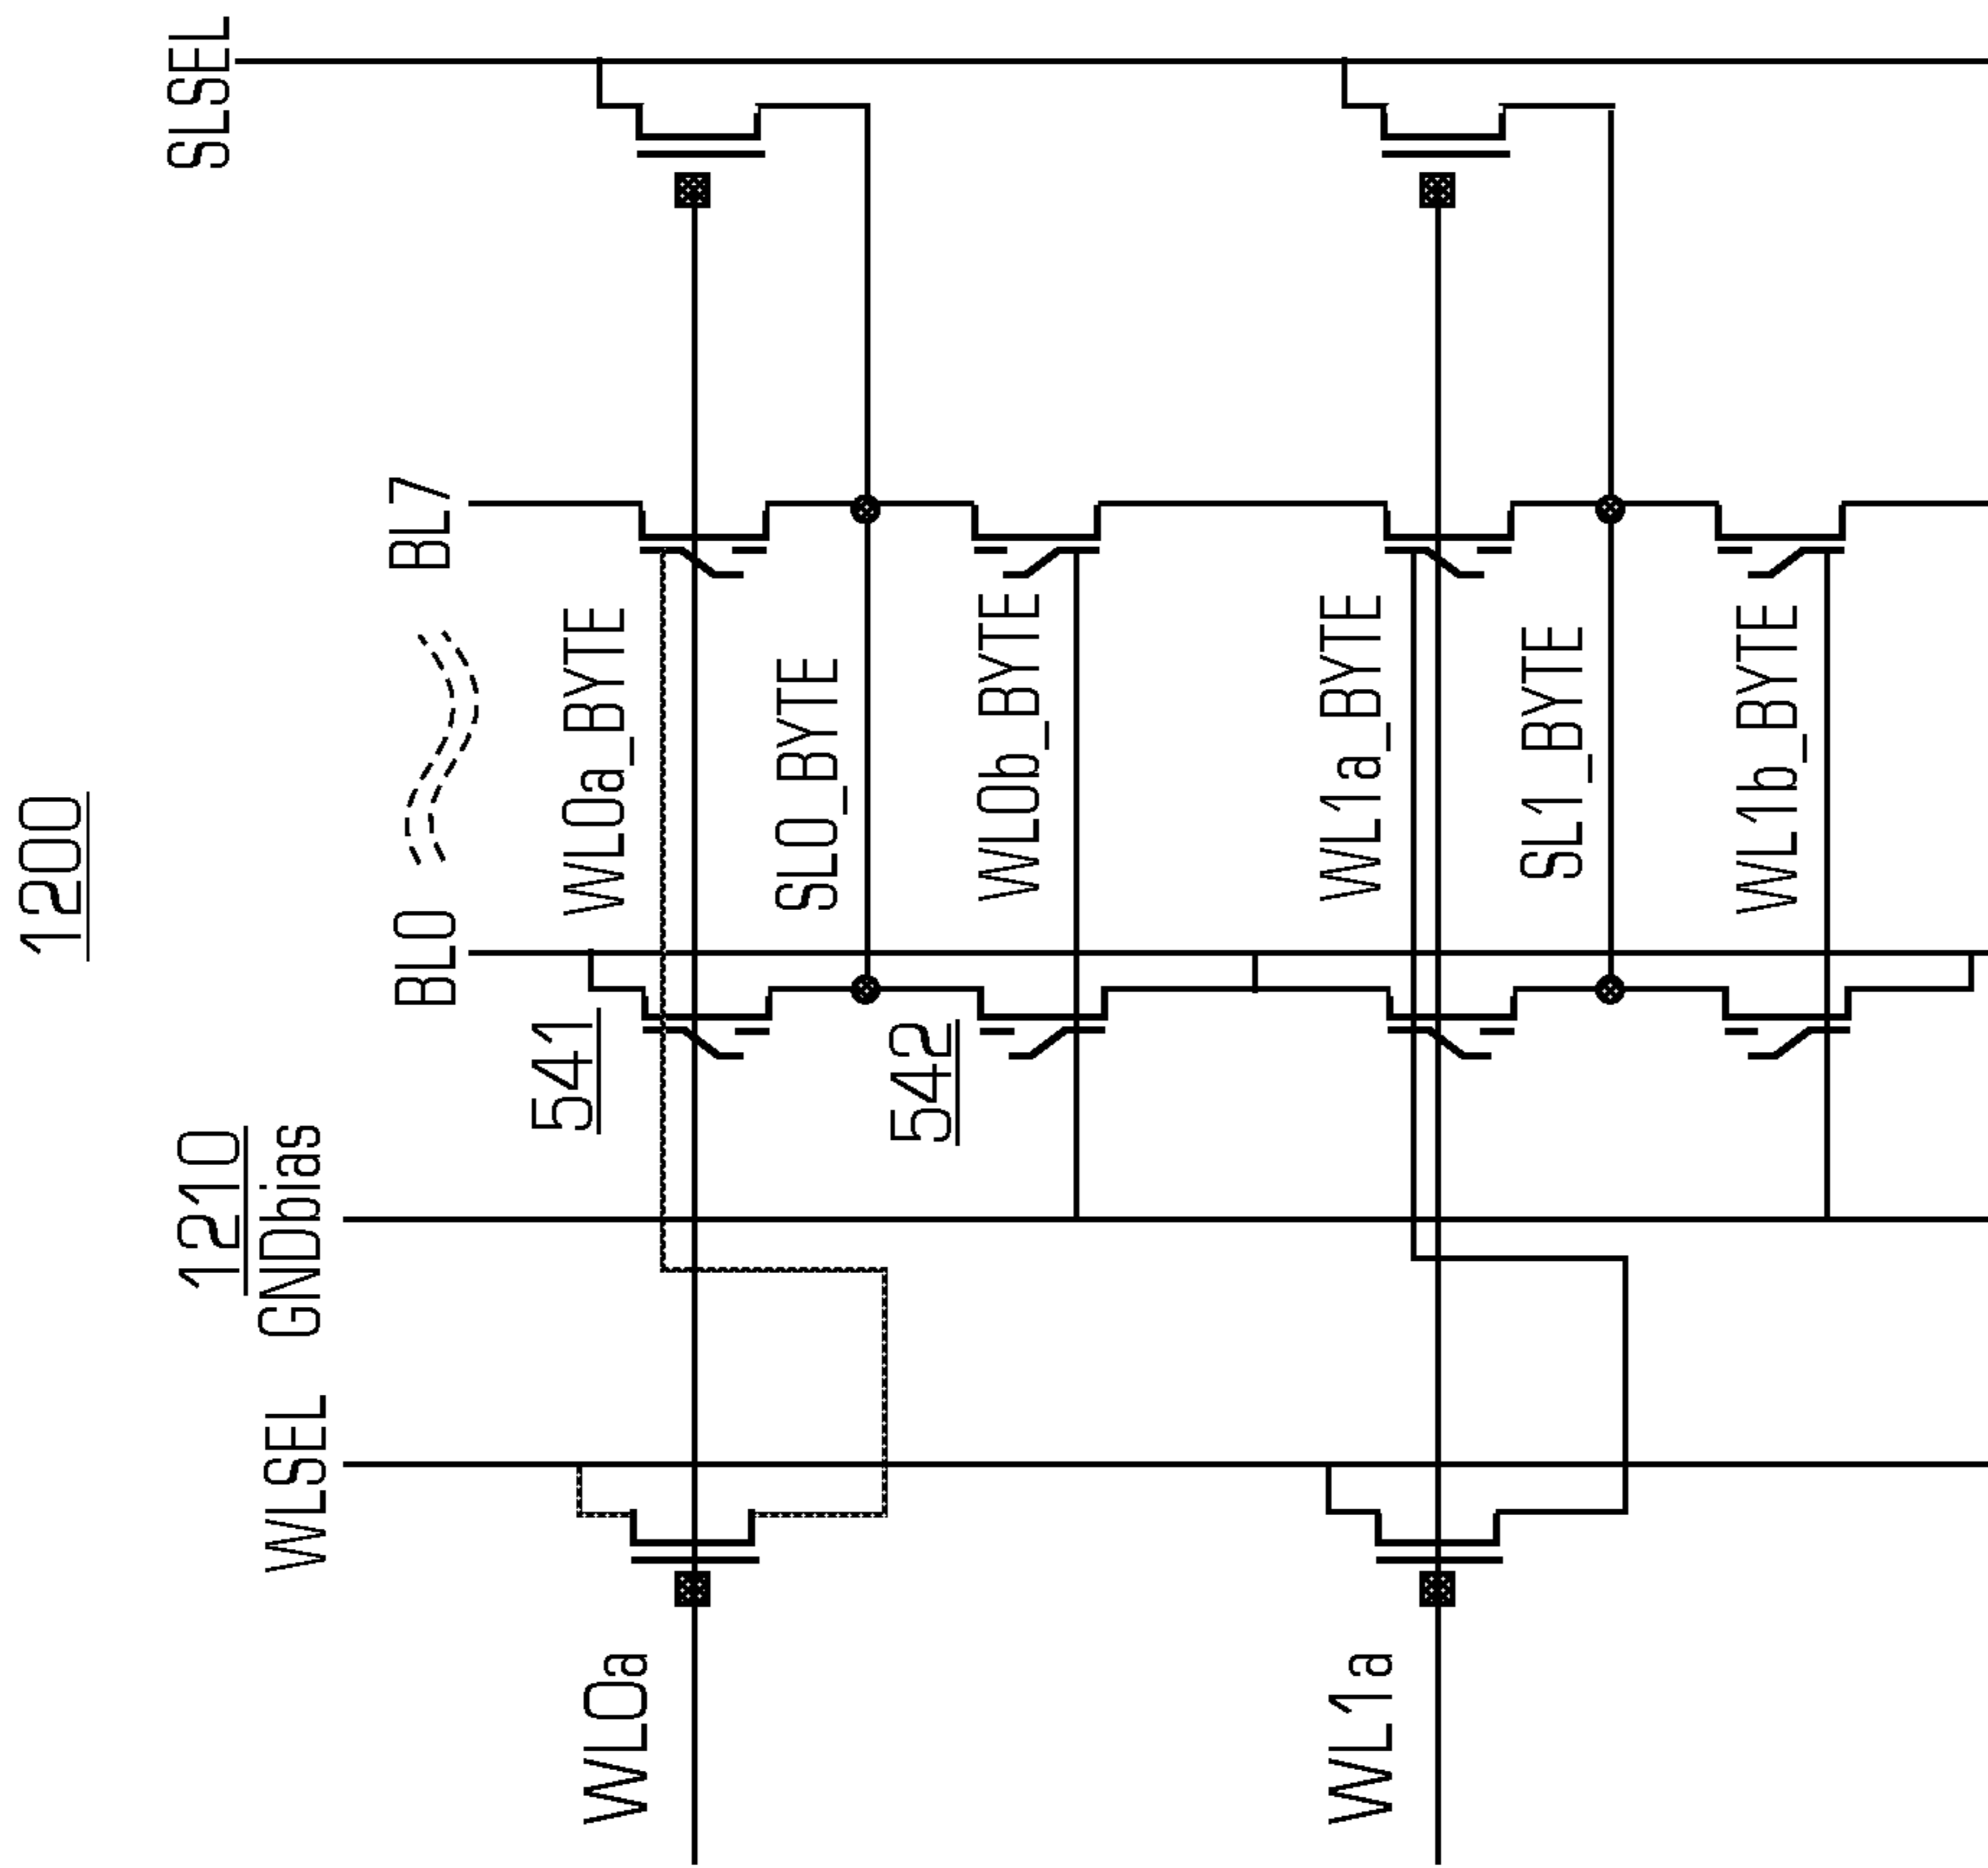 1200
1210
WLSEL GNDbias BL0 BL7 SLSEL
541
WL0a_BYTE
WL0a
SL0_BYTE
542
WL0b_BYTE
WL1a_BYTE
WL1a
SL1_BYTE
WL1b_BYTE